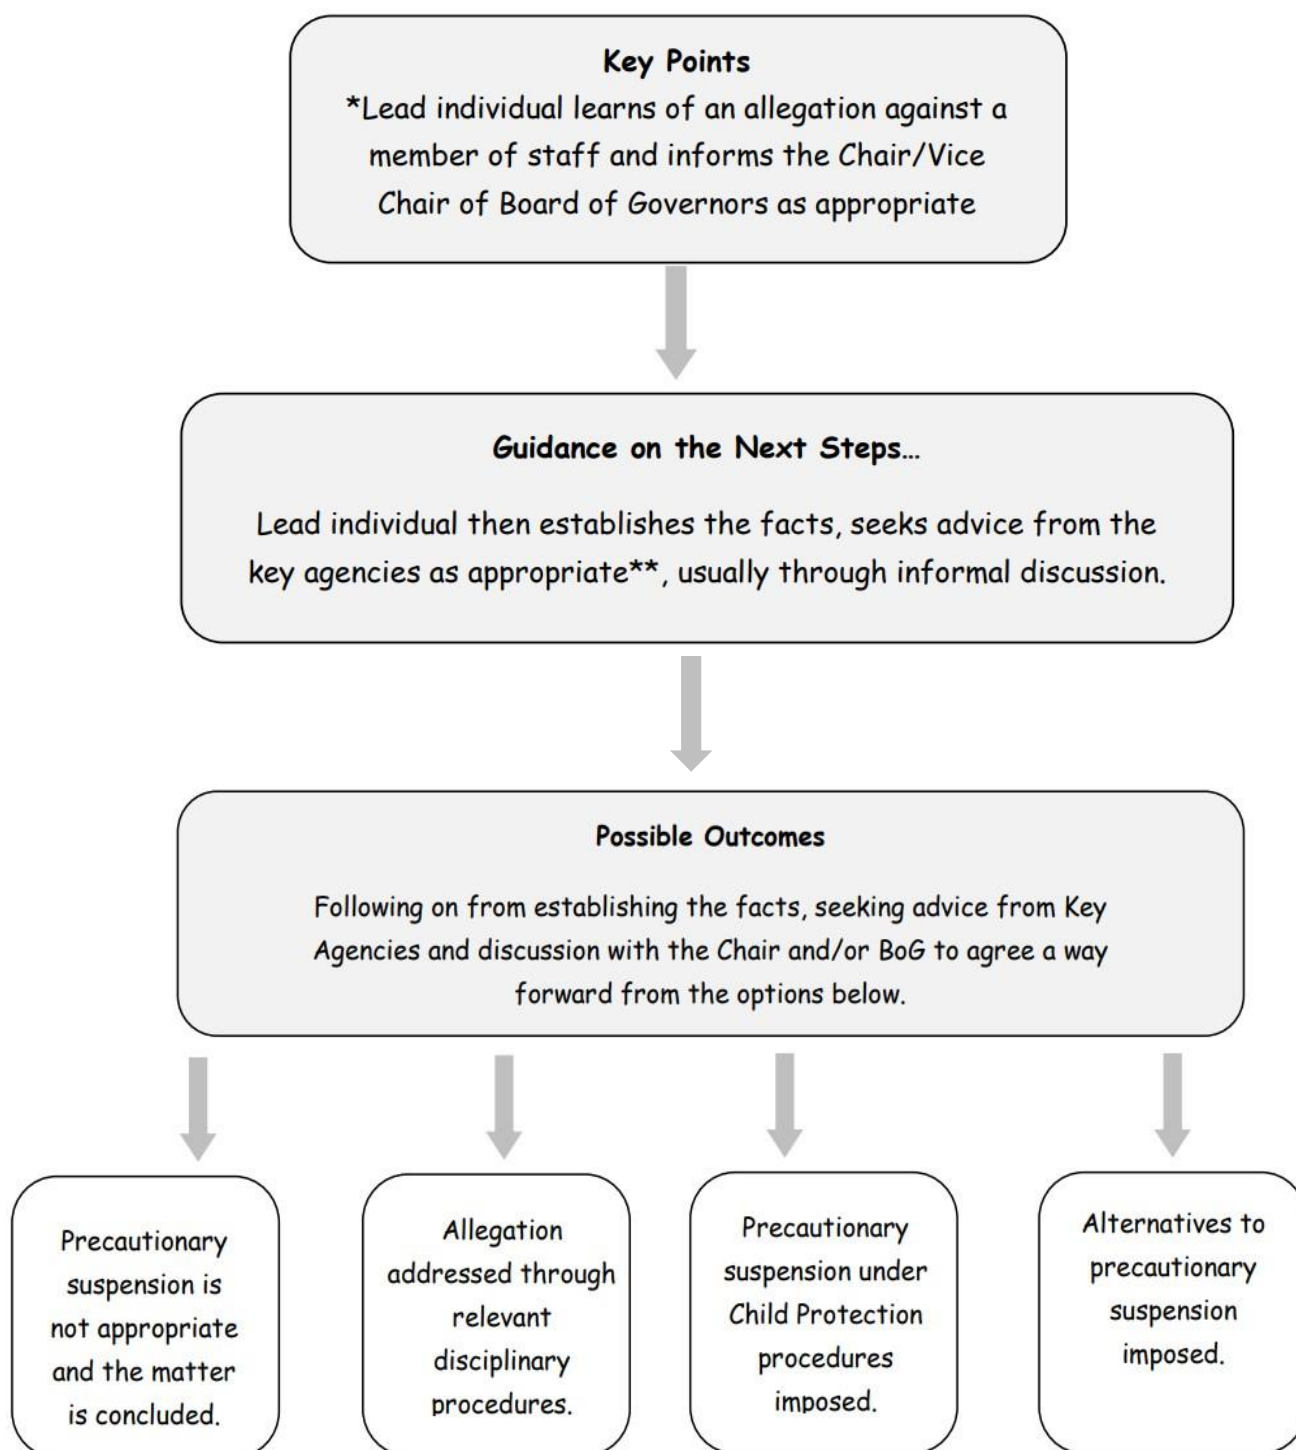 Key Points
*Lead individual learns of an allegation against a
member of staff and informs the Chair/Vice
Chair of Board of Governors as appropriate
Guidance on the Next Steps…
Lead individual then establishes the facts, seeks advice from the
key agencies as appropriate**, usually through informal discussion.
Possible Outcomes
Following on from establishing the facts, seeking advice from Key
Agencies and discussion with the Chair and/or BoG to agree a way
forward from the options below.
Precautionary
suspension is
not appropriate
and the matter
is concluded.
Allegation
addressed through
relevant
disciplinary
procedures.
Precautionary
suspension under
Child Protection
procedures
imposed.
Alternatives to
precautionary
suspension
imposed.